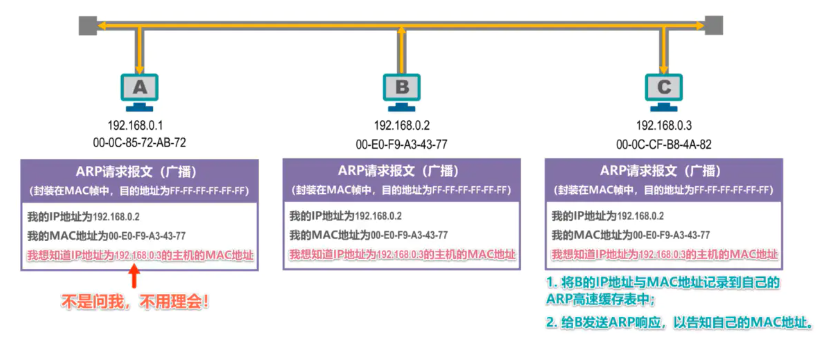 A
B
C
192.168.0.1
00-0C-85-72-AB-72
192.168.0.2
00-E0-F9-A3-43-77
192.168.0.3
00-0C-CF-B8-4A-82
ARP请求报文（广播）
(封装在MAC帧中，目的地址为FF-FF-FF-FF-FF-FF)
我的IP地址为192.168.0.2
我的MAC地址为00-E0-F9-A3-43-77
我想知道IP地址为192.168.0.3的主机的MAC地址
不是问我，不用理会！
ARP请求报文（广播）
(封装在MAC帧中，目的地址为FF-FF-FF-FF-FF-FF)
我的IP地址为192.168.0.2
我的MAC地址为00-E0-F9-A3-43-77
我想知道IP地址为192.168.0.3的主机的MAC地址
ARP请求报文（广播）
(封装在MAC帧中，目的地址为FF-FF-FF-FF-FF-FF)
我的IP地址为192.168.0.2
我的MAC地址为00-E0-F9-A3-43-77
我想知道IP地址为192.168.0.3的主机的MAC地址
1. 将B的IP地址与MAC地址记录到自己的
ARP高速缓存表中；
2. 给B发送ARP响应，以告知自己的MAC地址。